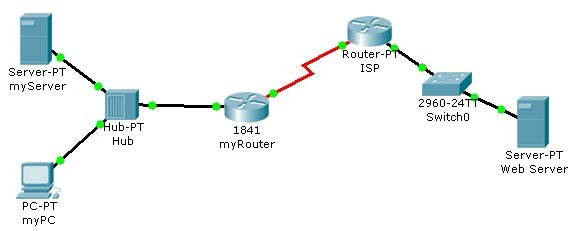 Server-PT
myServer
Hub-PT
Hub
PC-PT
myPC
1841
myRouter
Router-PT
ISP
2960-24TT
Switch0
Server-PT
Web Server